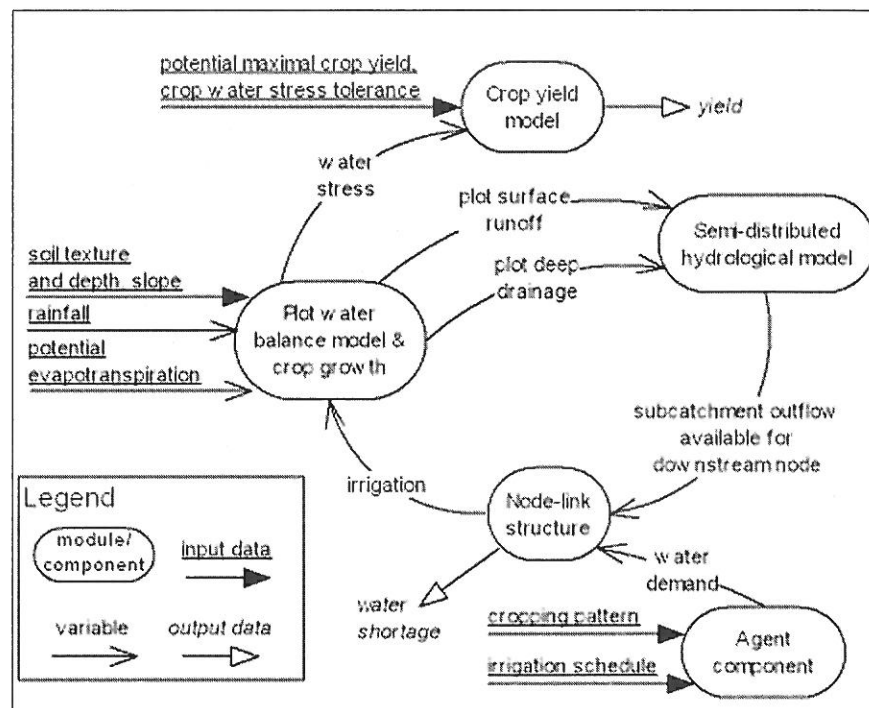 potential maximal crop yield,
crop water stress tolerance
Crop yield
model
yield
water
stress
plot surface
runoff
Semi-distributed
hydrological model
plot deep
drainage
soil texture
and depth slope
rainfall
potential
evapotranspiration
Plot water
balance model &
crop growth
subcatchment outflow
available for
downstream node
irrigation
Node-link
structure
water
demand
water
shortage
cropping pattern
irrigation schedule
Agent
component
Legend
module/
component
input data
variable
output data